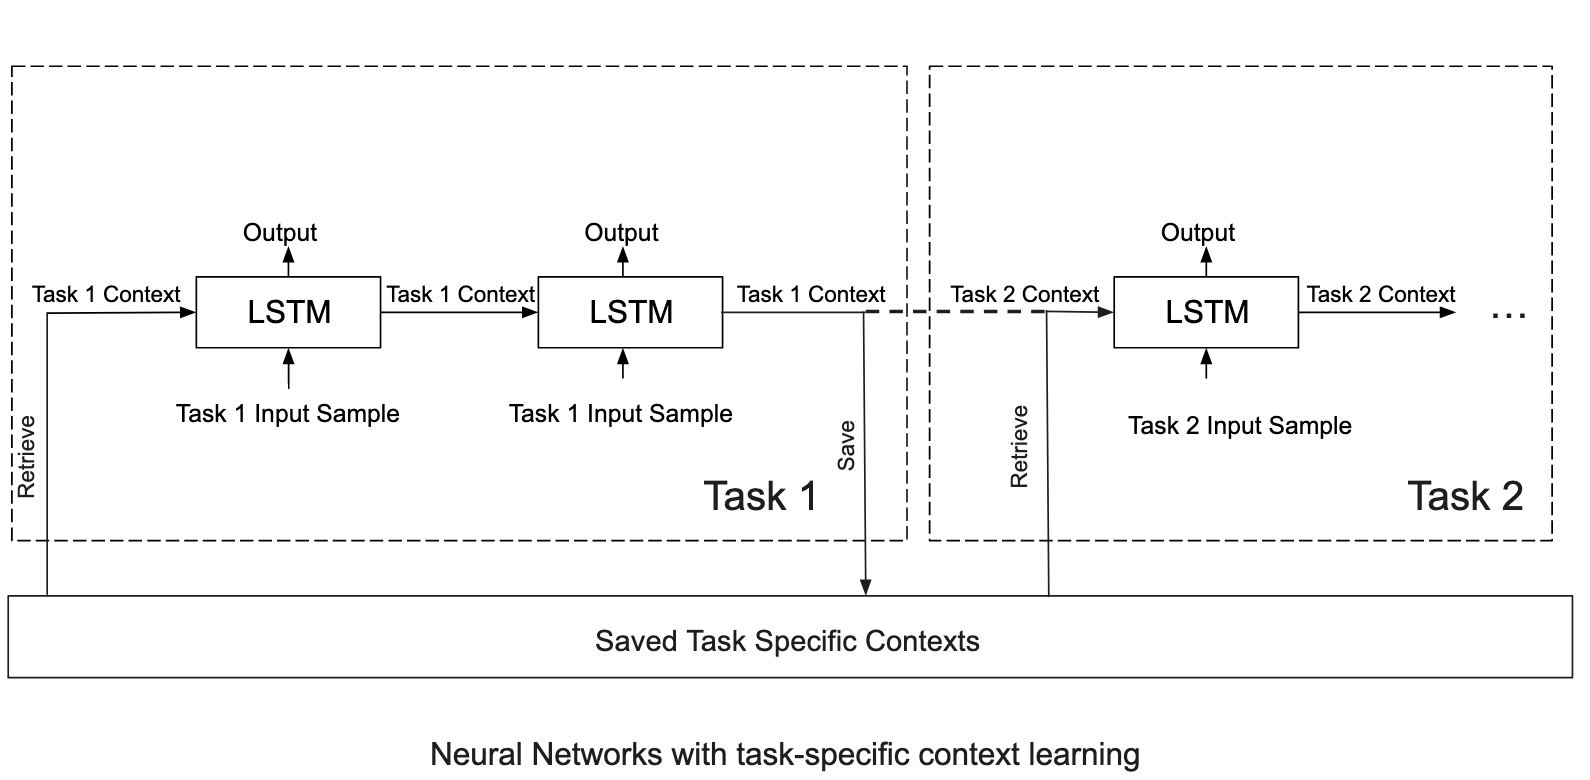 Output
Output
Output
Task 1 Context
LSTM
Task 1 Context
LSTM
Task 1 Context
Task 2 Context
LSTM
Task 2 Context
...
Task 1 Input Sample
Task 1 Input Sample
Task 2 Input Sample
Retrieve
Save
Retrieve
Task 1
Task 2
Saved Task Specific Contexts
Neural Networks with task-specific context learning